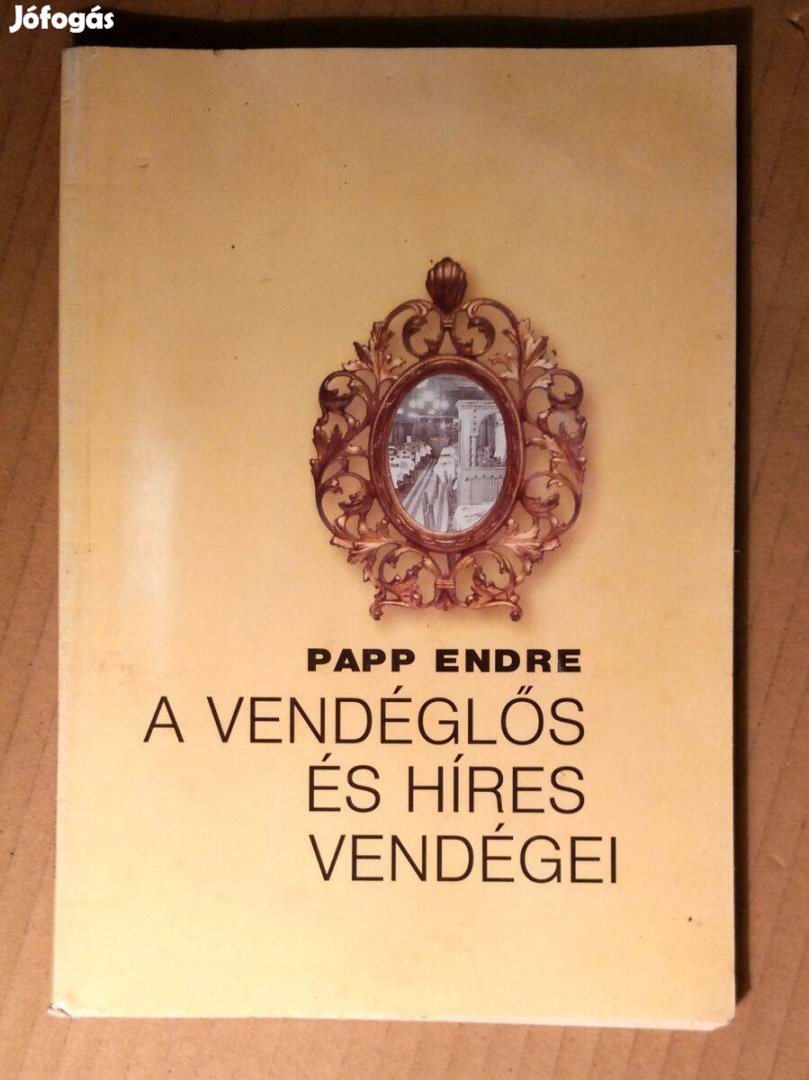 Jófogás
PAPP ENDRE
A VENDÉGLŐS
ÉS HÍRES
VENDÉGEI